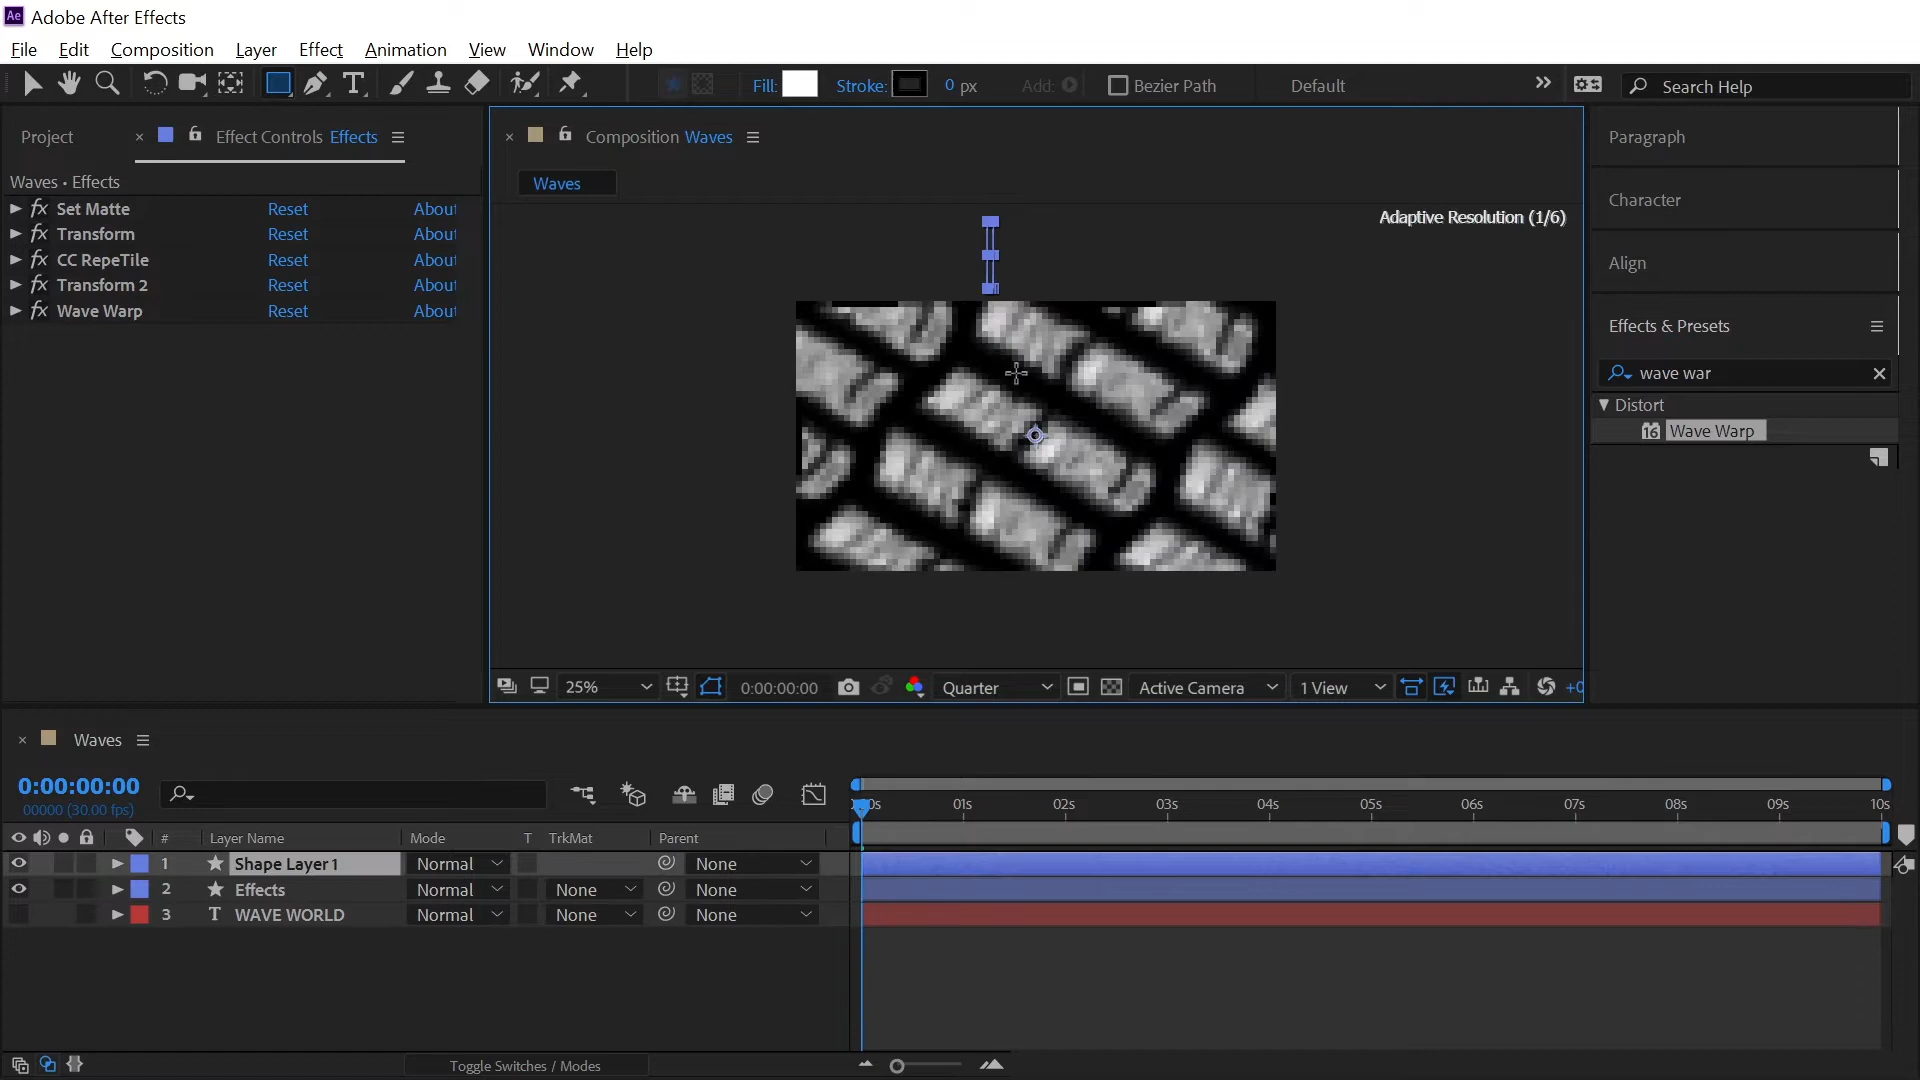 Ae Adobe After Effects
File Edit Composition Layer Effect Animation View Window Help
T Fill: Stroke: 0 px Add: Bezier Path Default Search Help
Project Effect Controls Effects
Waves • Effects
fx Set Matte Reset About
fx Transform Reset About
fx CC RepeTile Reset About
fx Transform 2 Reset About
fx Wave Warp Reset About
Composition Waves
Waves
Adaptive Resolution (1/6)
25% 0:00:00:00 Quarter Active Camera 1 View +0
Paragraph
Character
Align
Effects & Presets
wave war
Distort
16 Wave Warp
Waves
0:00:00:00
00000 (30.00 fps)
# Layer Name Mode T TrkMat Parent
1 Shape Layer 1 Normal None
2 Effects Normal None None
3 T WAVE WORLD Normal None None
01s 02s 03s 04s 05s 06s 07s 08s 09s 10s
Toggle Switches / Modes